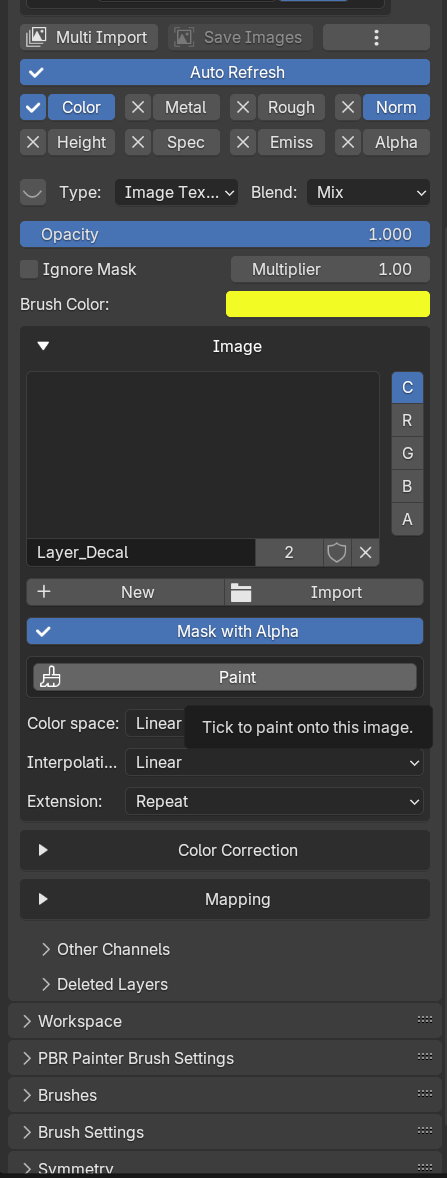 Multi Import Save Images
Auto Refresh
Color Metal Rough Norm
Height Spec Emiss Alpha
Type: Image Tex... Blend: Mix
Opacity 1.000
Ignore Mask Multiplier 1.00
Brush Color:
Image
C
R
G
B
A
Layer_Decal 2
New Import
Mask with Alpha
Paint
Color space: Linear
Tick to paint onto this image.
Interpolati... Linear
Extension: Repeat
Color Correction
Mapping
Other Channels
Deleted Layers
Workspace
PBR Painter Brush Settings
Brushes
Brush Settings
Symmetry